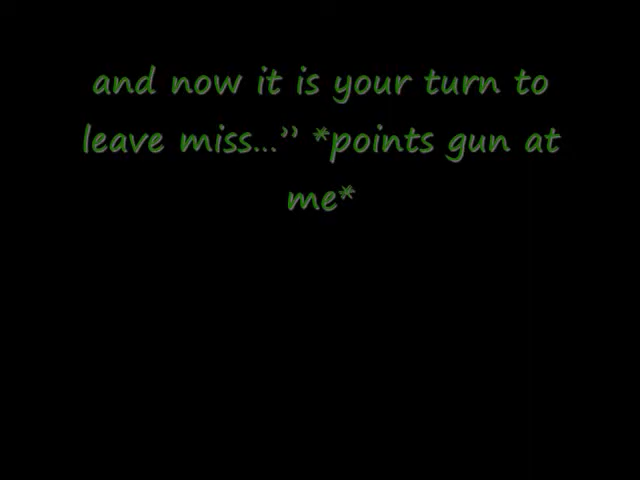 and now it is your turn to
leave miss...” *points gun at
me*